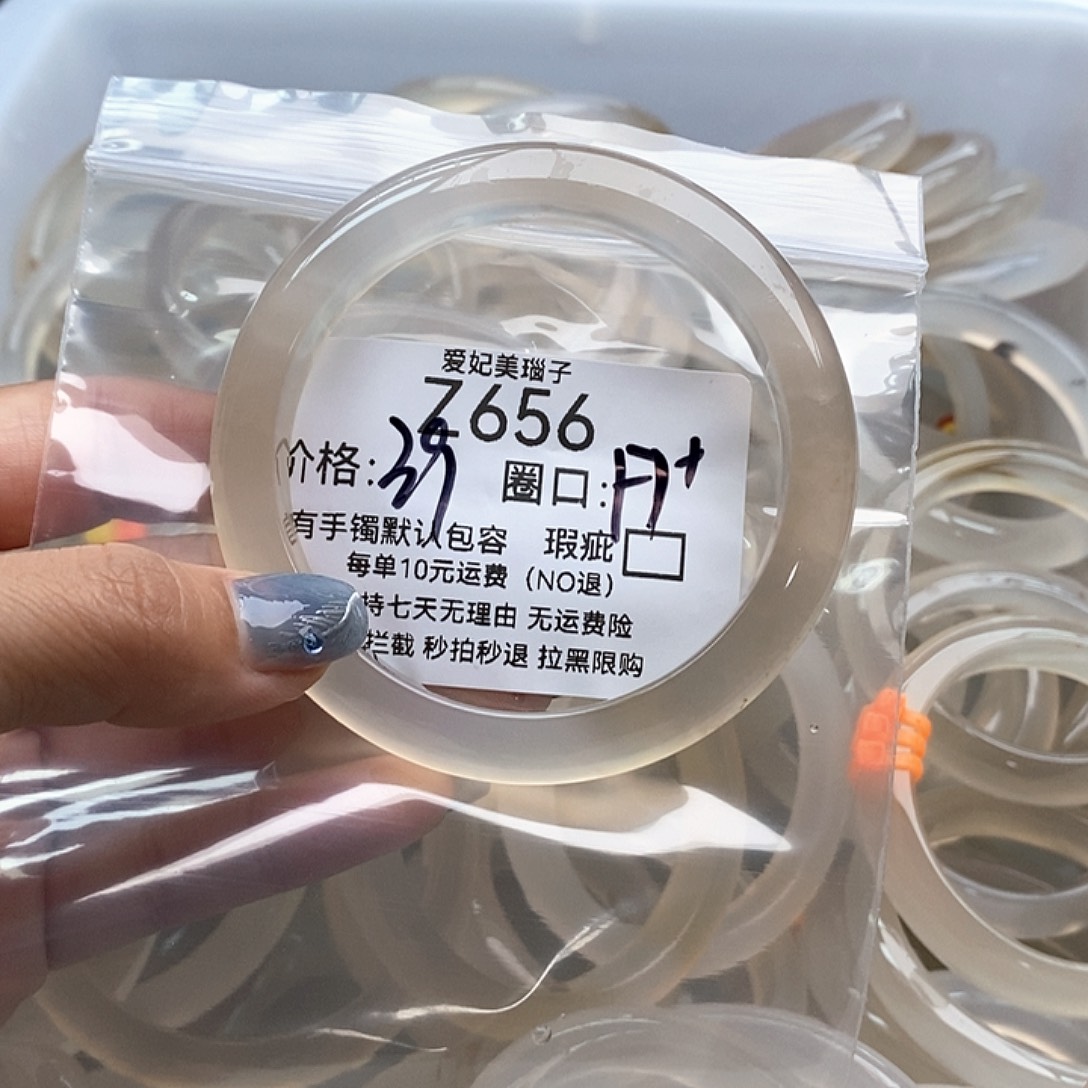 爱妃美瑙子
Z656
价格:39 圈口:57+
有手镯默认包容 瑕疵
每单10元运费（NO退）
持七天无理由 无运费险
拦截 秒拍秒退 拉黑限购